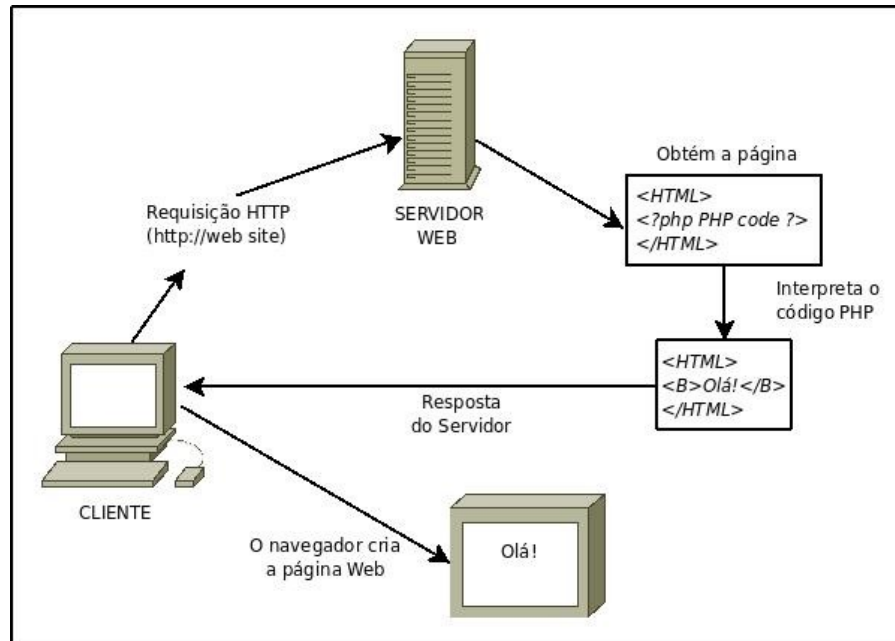 Requisição HTTP
(http://web site)
SERVIDOR
WEB
Obtém a página
<HTML>
<?php PHP code ?>
</HTML>
Interpreta o
código PHP
<HTML>
<B>Olá!</B>
</HTML>
Resposta
do Servidor
CLIENTE
O navegador cria
a página Web
Olá!